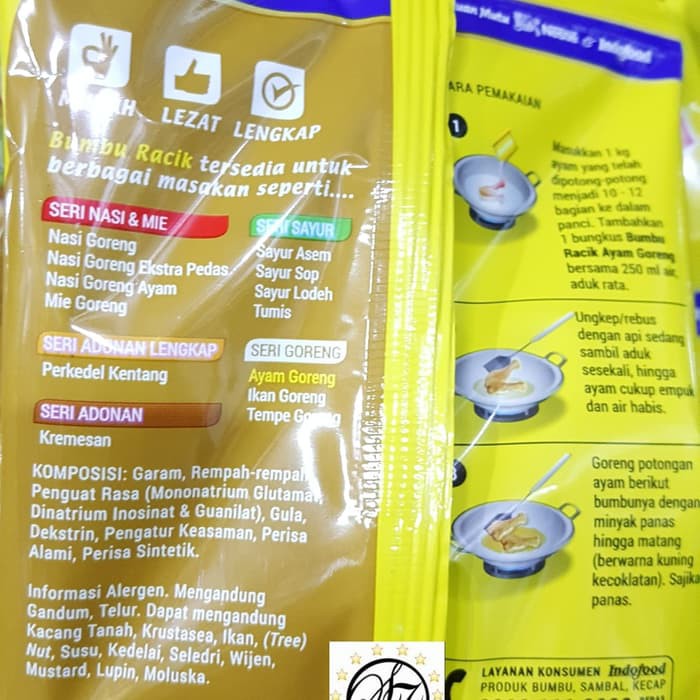 LEZAT LENGKAP
Bumbu Racik tersedia untuk
berbagai masakan seperti....
SERI NASI & MIE
Nasi Goreng
Nasi Goreng Ekstra Pedas
Nasi Goreng Ayam
Mie Goreng
SERI SAYUR
Sayur Asem
Sayur Sop
Sayur Lodeh
Tumis
SERI ADONAN LENGKAP
Perkedel Kentang
SERI GORENG
Ayam Goreng
Ikan Goreng
Tempe Goreng
SERI ADONAN
Kremesan
KOMPOSISI: Garam, Rempah-rempah
Penguat Rasa (Mononatrium Glutamat,
Dinatrium Inosinat & Guanilat), Gula,
Dekstrin, Pengatur Keasaman, Perisa
Alami, Perisa Sintetik.
Informasi Alergen. Mengandung
Gandum, Telur. Dapat mengandung
Kacang Tanah, Krustasea, Ikan, (Tree)
Nut, Susu, Kedelai, Seledri, Wijen,
Mustard, Lupin, Moluska.
Mutu Nestlé & Indofood
ARA PEMAKAIAN
1
Masukkan 1 kg
ayam yang telah
dipotong-potong
menjadi 10 - 12
bagian ke dalam
panci. Tambahkan
1 bungkus Bumbu
Racik Ayam Goreng
bersama 250 ml air,
aduk rata.
Ungkep/rebus
dengan api sedang
sambil aduk
sesekali, hingga
ayam cukup empuk
dan air habis.
3
Goreng potongan
ayam berikut
bumbunya dengan
minyak panas
hingga matang
(berwarna kuning
kecoklatan). Sajika
panas.
LAYANAN KONSUMEN Indofood
PRODUK BUMBU, SAMBAL, KECAP